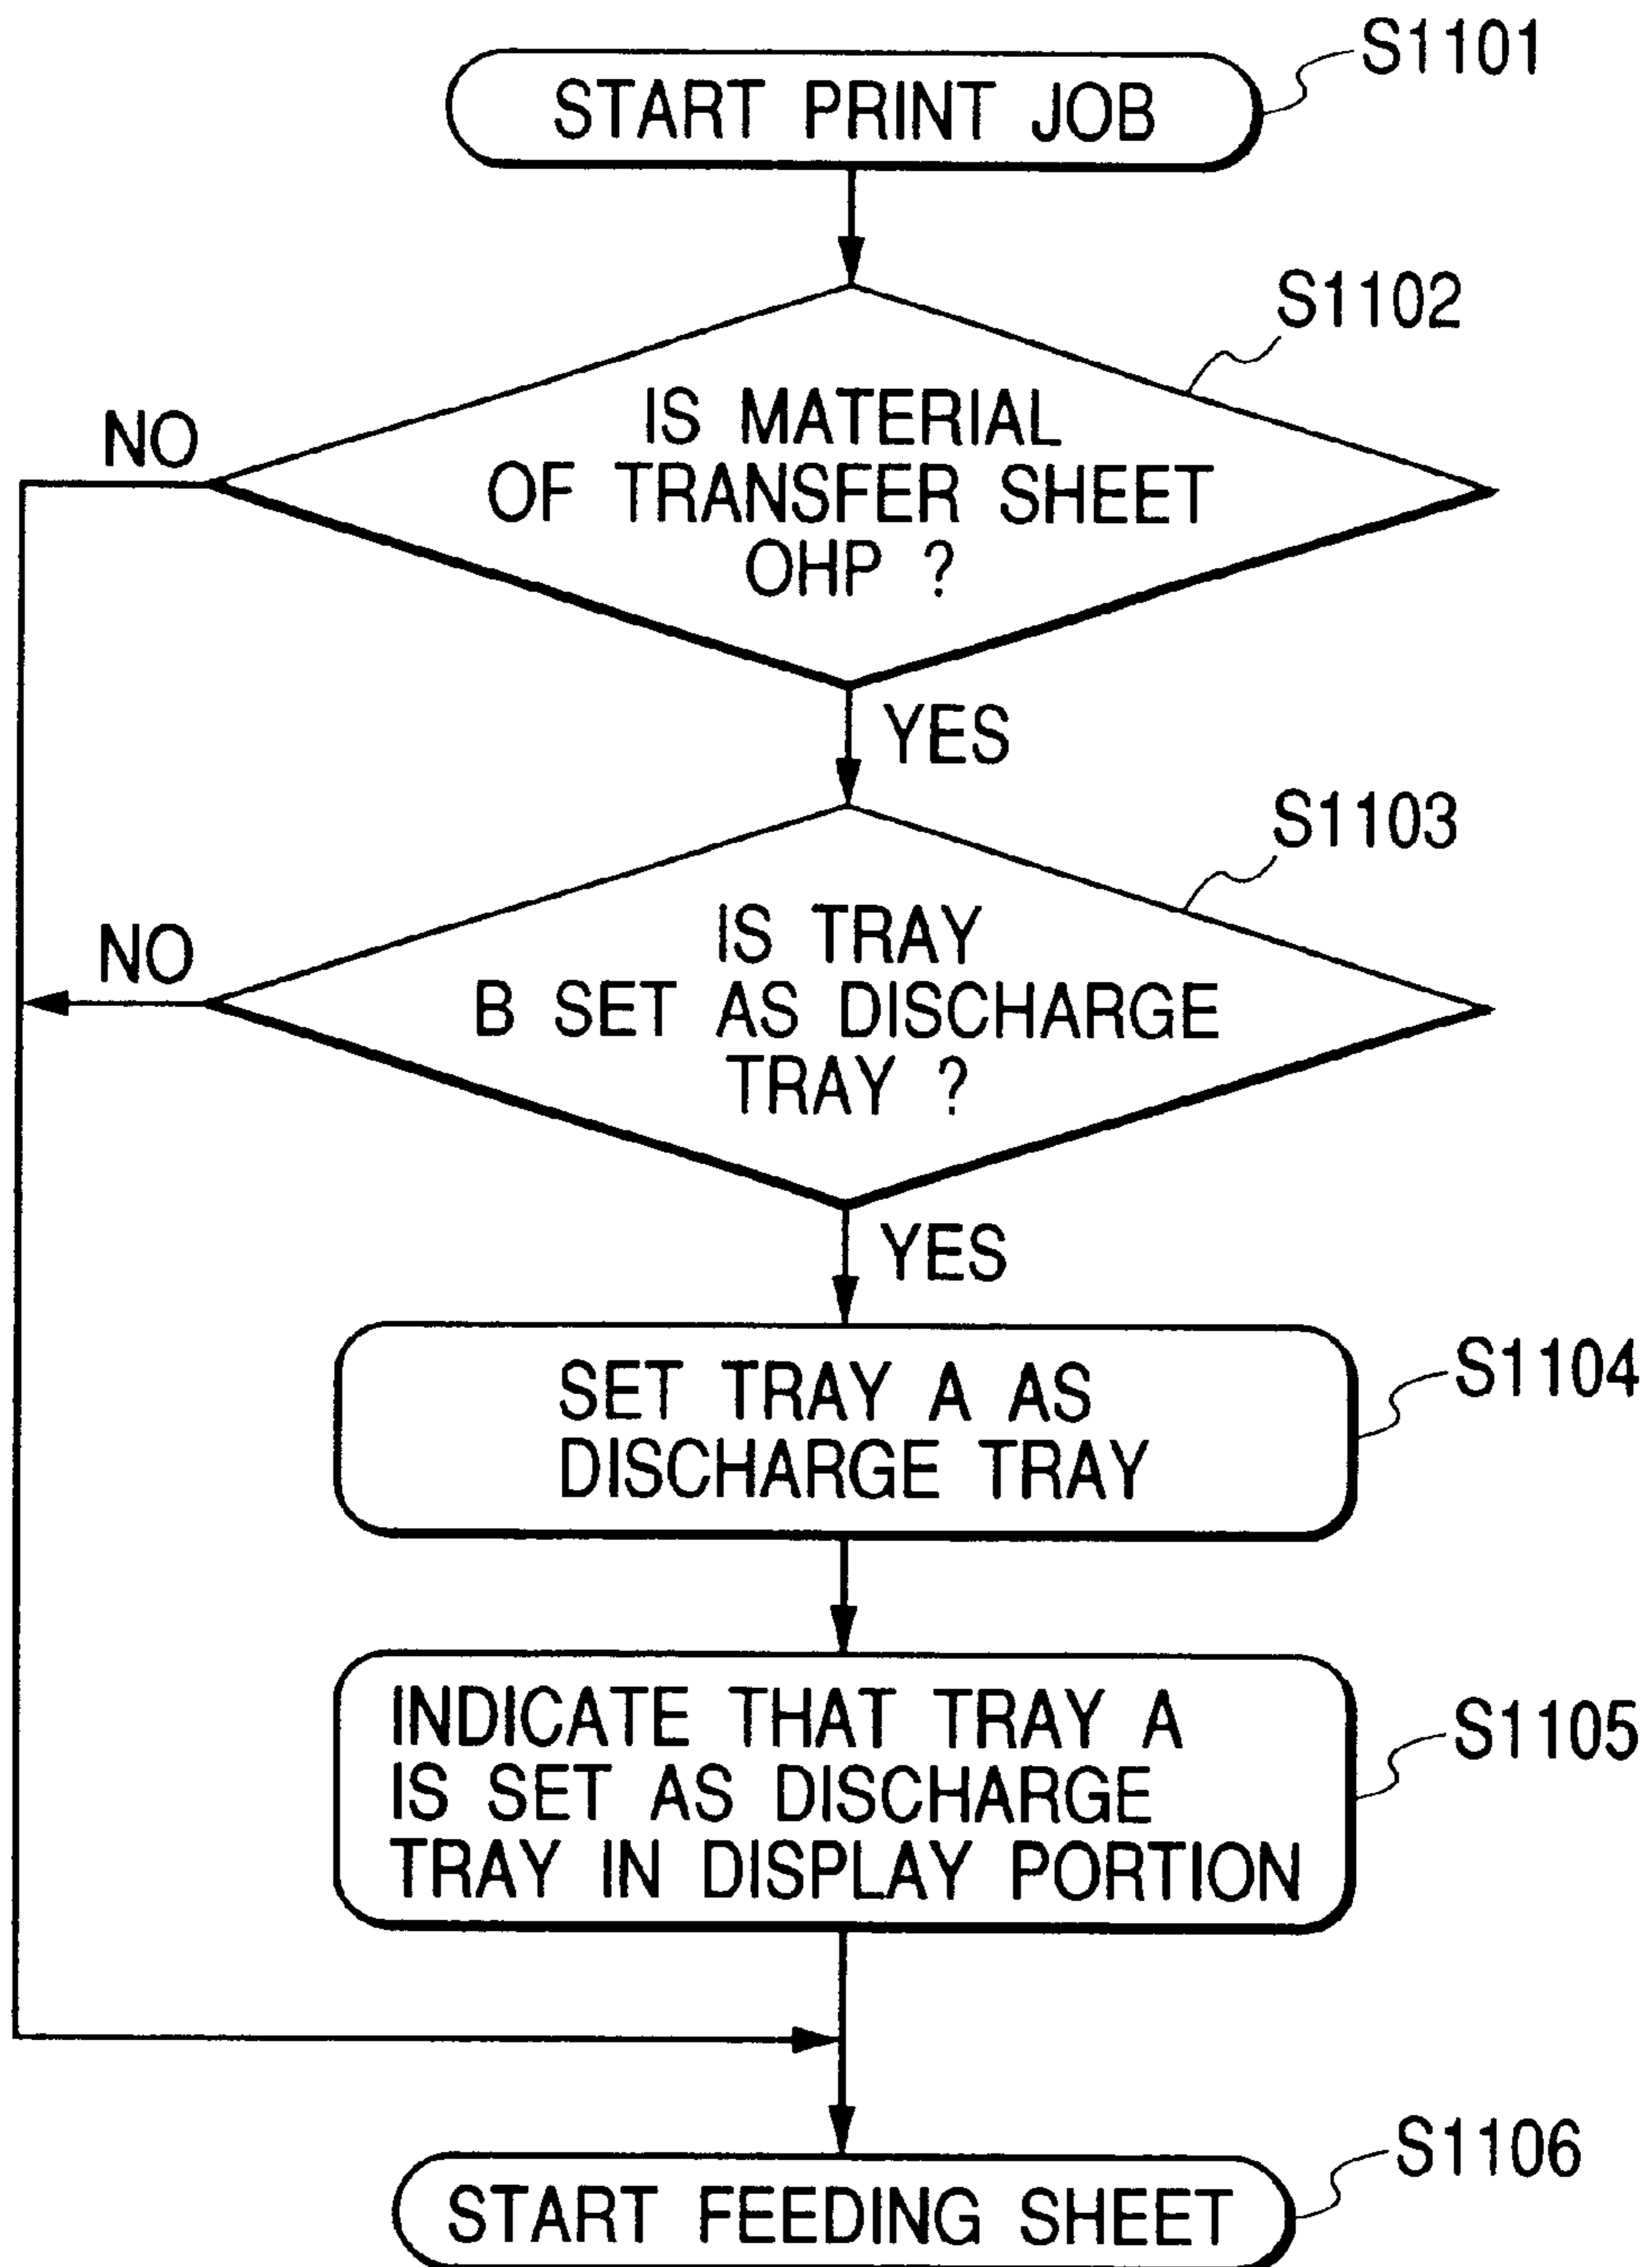 S1101
START PRINT JOB
S1102
IS MATERIAL
OF TRANSFER SHEET
OHP ?
NO
YES
S1103
IS TRAY
B SET AS DISCHARGE
TRAY ?
NO
YES
S1104
SET TRAY A AS
DISCHARGE TRAY
S1105
INDICATE THAT TRAY A
IS SET AS DISCHARGE
TRAY IN DISPLAY PORTION
S1106
START FEEDING SHEET